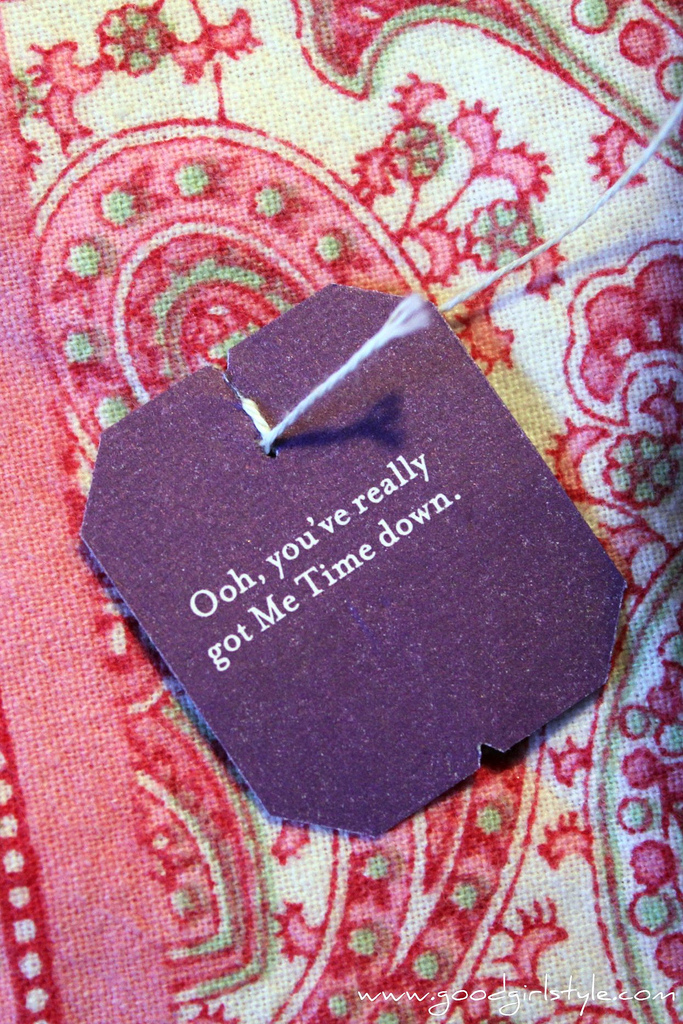 Ooh, you've really
got Me Time down.
www.goodgirlstyle.com